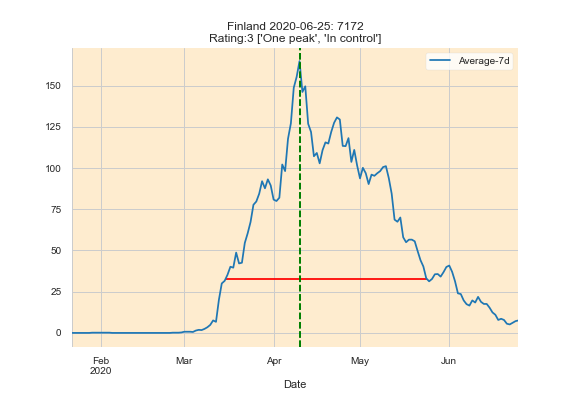 Finland 2020-06-25: 7172
Rating:3 ['One peak', 'In control']
Average-7d
150
125
100
75
50
25
0
Feb
2020
Mar
Apr
May
Jun
Date